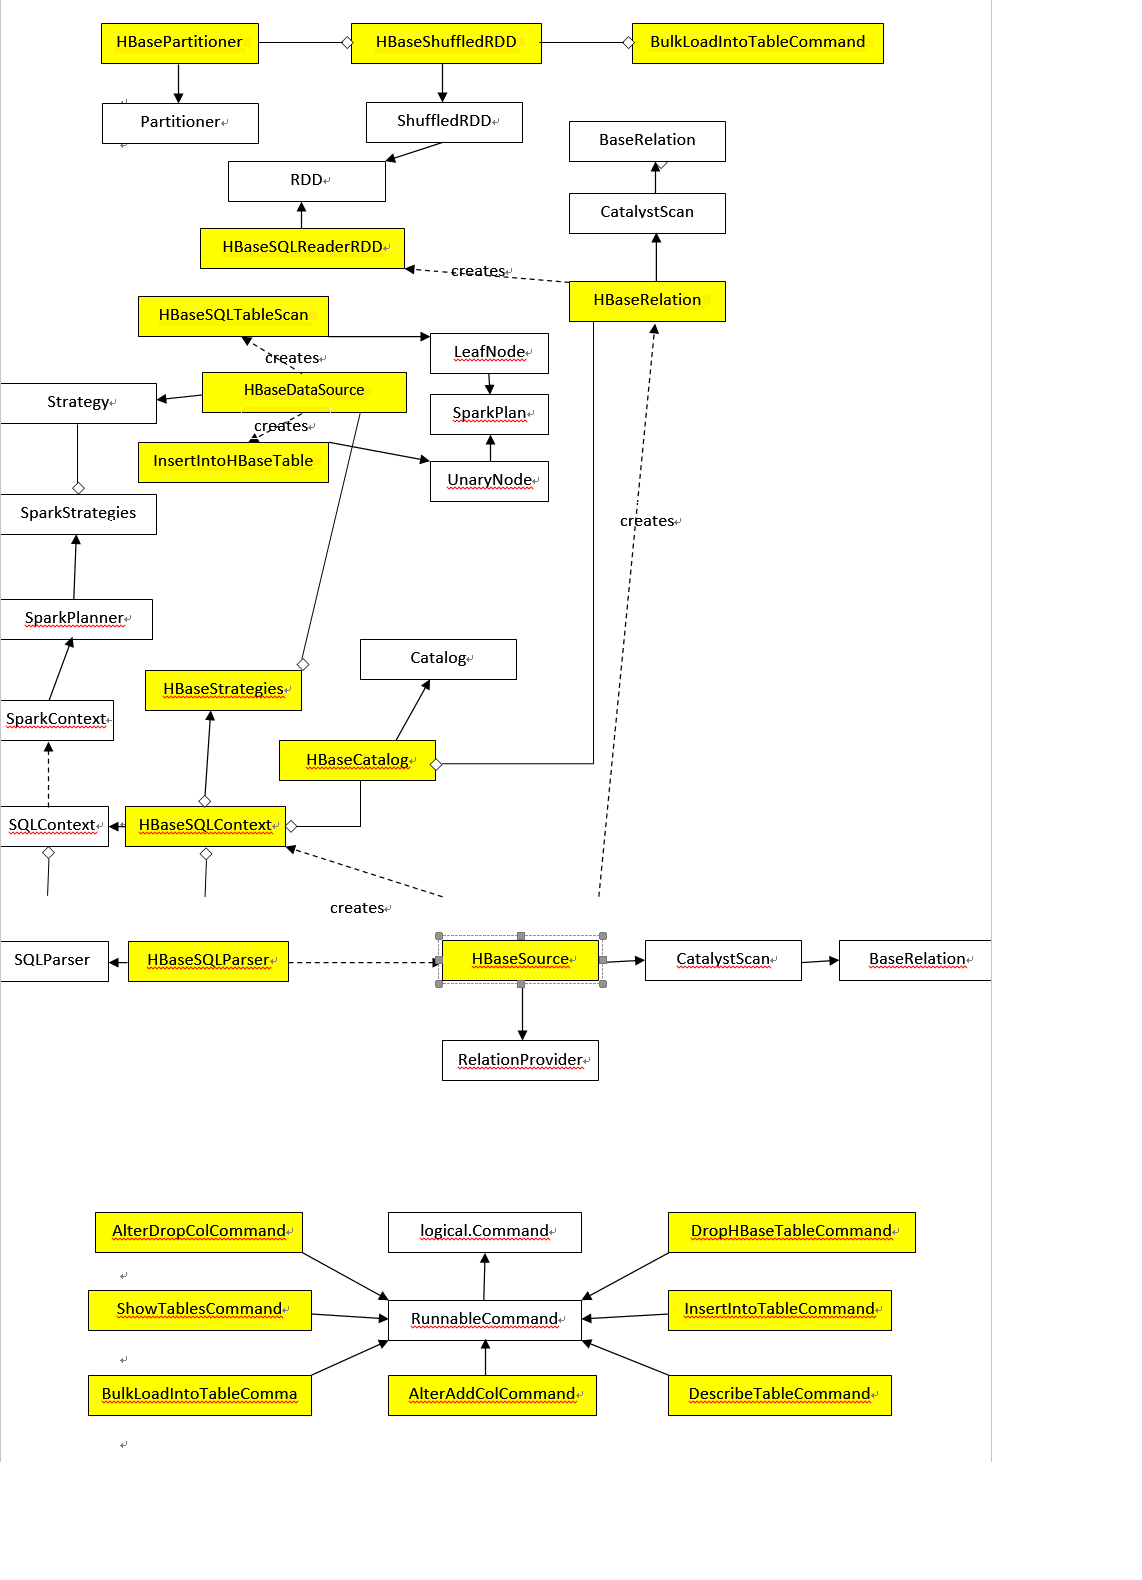 HBasePartitioner
HBaseShuffledRDD
BulkLoadIntoTableCommand
Partitioner
ShuffledRDD
BaseRelation
RDD
CatalystScan
HBaseSQLReaderRDD
creates
HBaseRelation
HBaseSQLTableScan
LeafNode
creates
HBaseDataSource
Strategy
SparkPlan
creates
InsertIntoHBaseTable
UnaryNode
SparkStrategies
creates
SparkPlanner
Catalog
HBaseStrategies
SparkContext
HBaseCatalog
SQLContext
HBaseSQLContext
creates
SQLParser
HBaseSQLParser
HBaseSource
CatalystScan
BaseRelation
RelationProvider
AlterDropColCommand
logical.Command
DropHBaseTableCommand
ShowTablesCommand
RunnableCommand
InsertIntoTableCommand
BulkLoadIntoTableComma
AlterAddColCommand
DescribeTableCommand